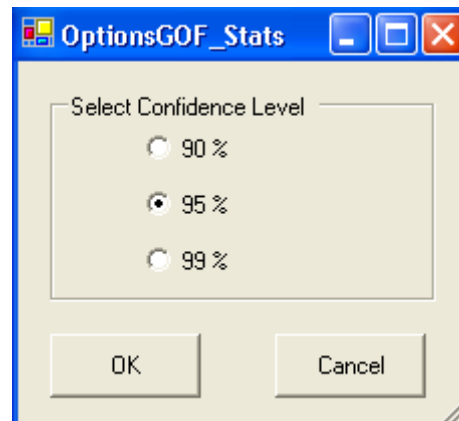 OptionsGOF_Stats
Select Confidence Level
90 %
95 %
99 %
OK Cancel